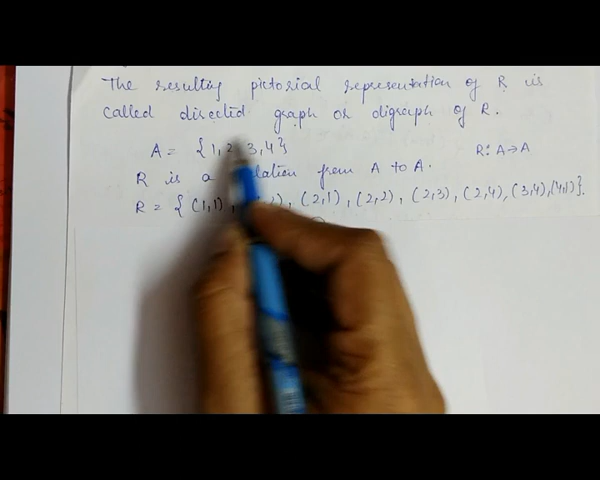 The resulting pictorial representation of R is
called directed graph or digraph of R.
A = {1,2,3,4} R: A→A
R is a relation from A to A.
R = { (1,1), (2,1), (2,2), (2,3), (2,4), (3,4), (4,1)}.